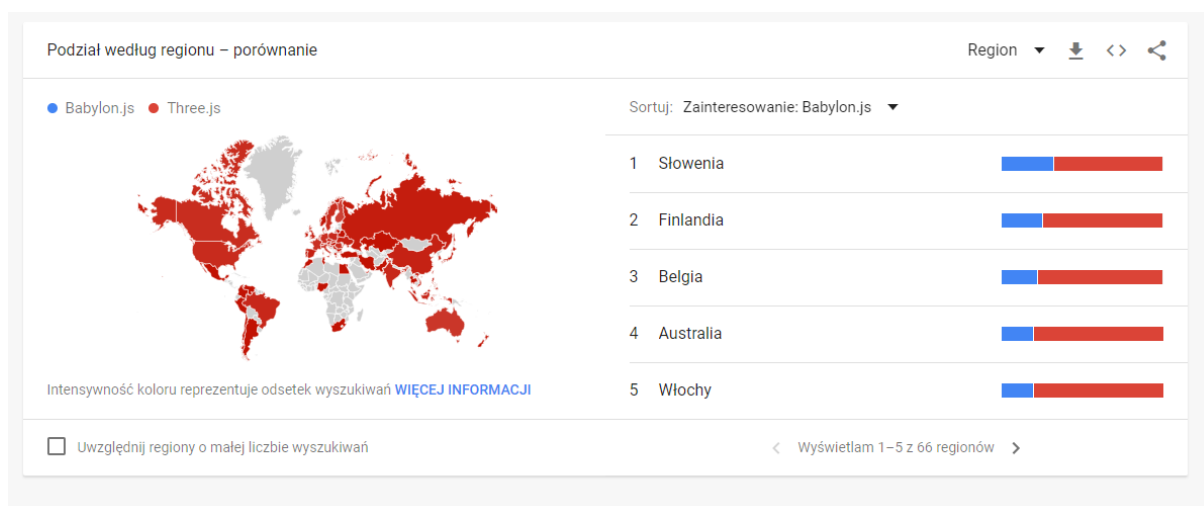 Podział według regionu – porównanie
Region
Babylon.js Three.js
Sortuj: Zainteresowanie: Babylon.js
1 Słowenia
2 Finlandia
3 Belgia
4 Australia
5 Włochy
Intensywność koloru reprezentuje odsetek wyszukiwań WIĘCEJ INFORMACJI
Uwzględnij regiony o małej liczbie wyszukiwań
Wyświetlam 1–5 z 66 regionów